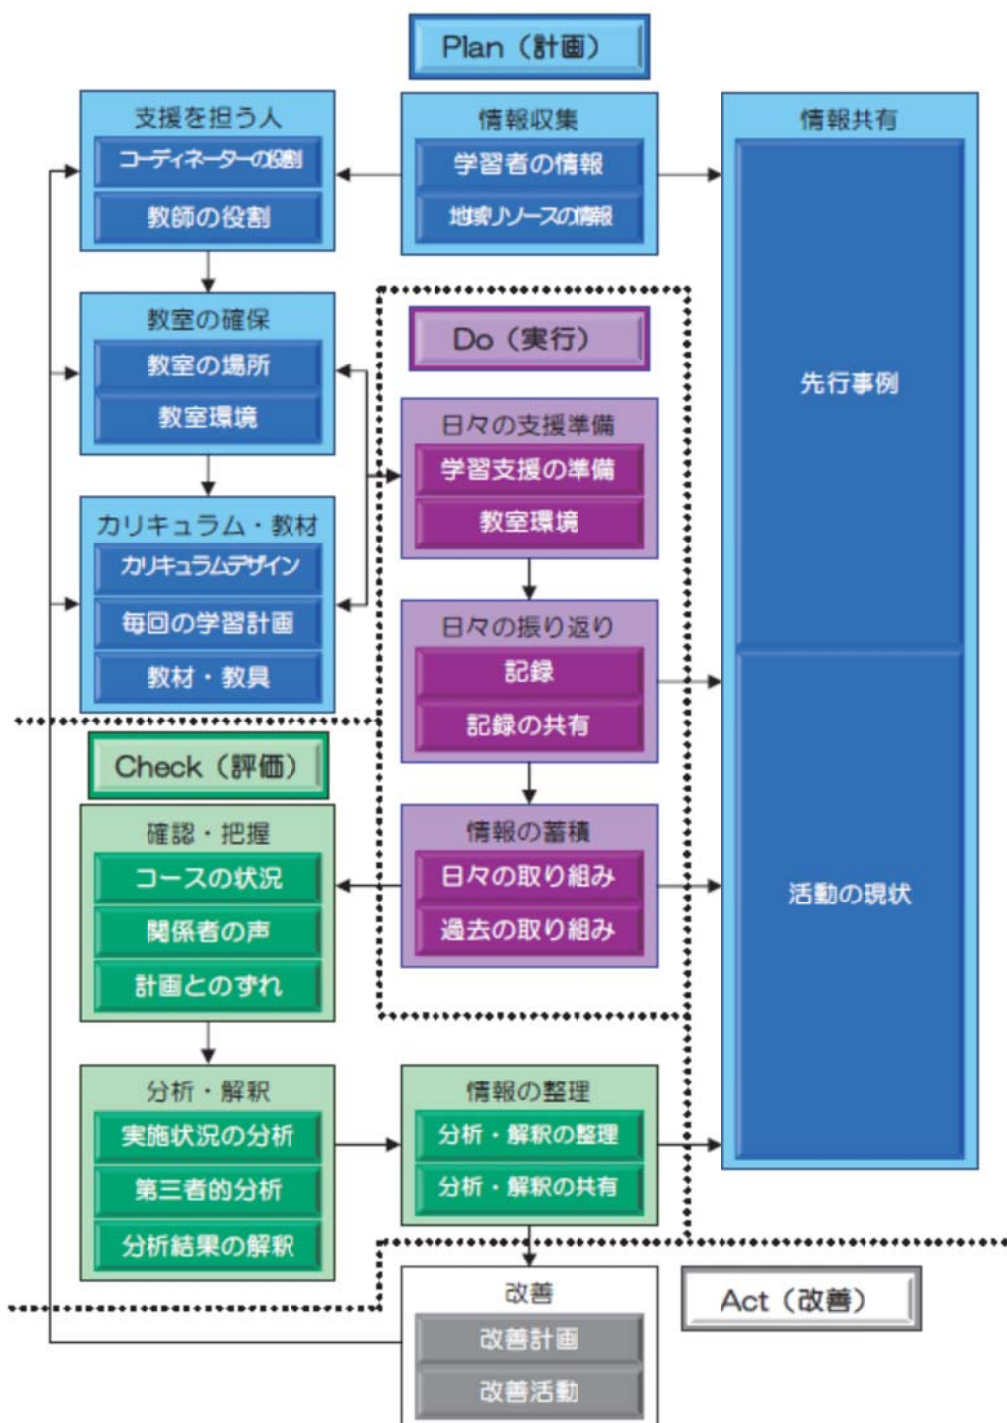 Plan（計画）
支援を担う人
コーディネーターの役割
教師の役割
情報収集
学習者の情報
地域リソースの情報
情報共有
先行事例
活動の現状
教室の確保
教室の場所
教室環境
カリキュラム・教材
カリキュラムデザイン
毎回の学習計画
教材・教具
Do（実行）
日々の支援準備
学習支援の準備
教室環境
日々の振り返り
記録
記録の共有
情報の蓄積
日々の取り組み
過去の取り組み
Check（評価）
確認・把握
コースの状況
関係者の声
計画とのずれ
分析・解釈
実施状況の分析
第三者的分析
分析結果の解釈
情報の整理
分析・解釈の整理
分析・解釈の共有
Act（改善）
改善
改善計画
改善活動